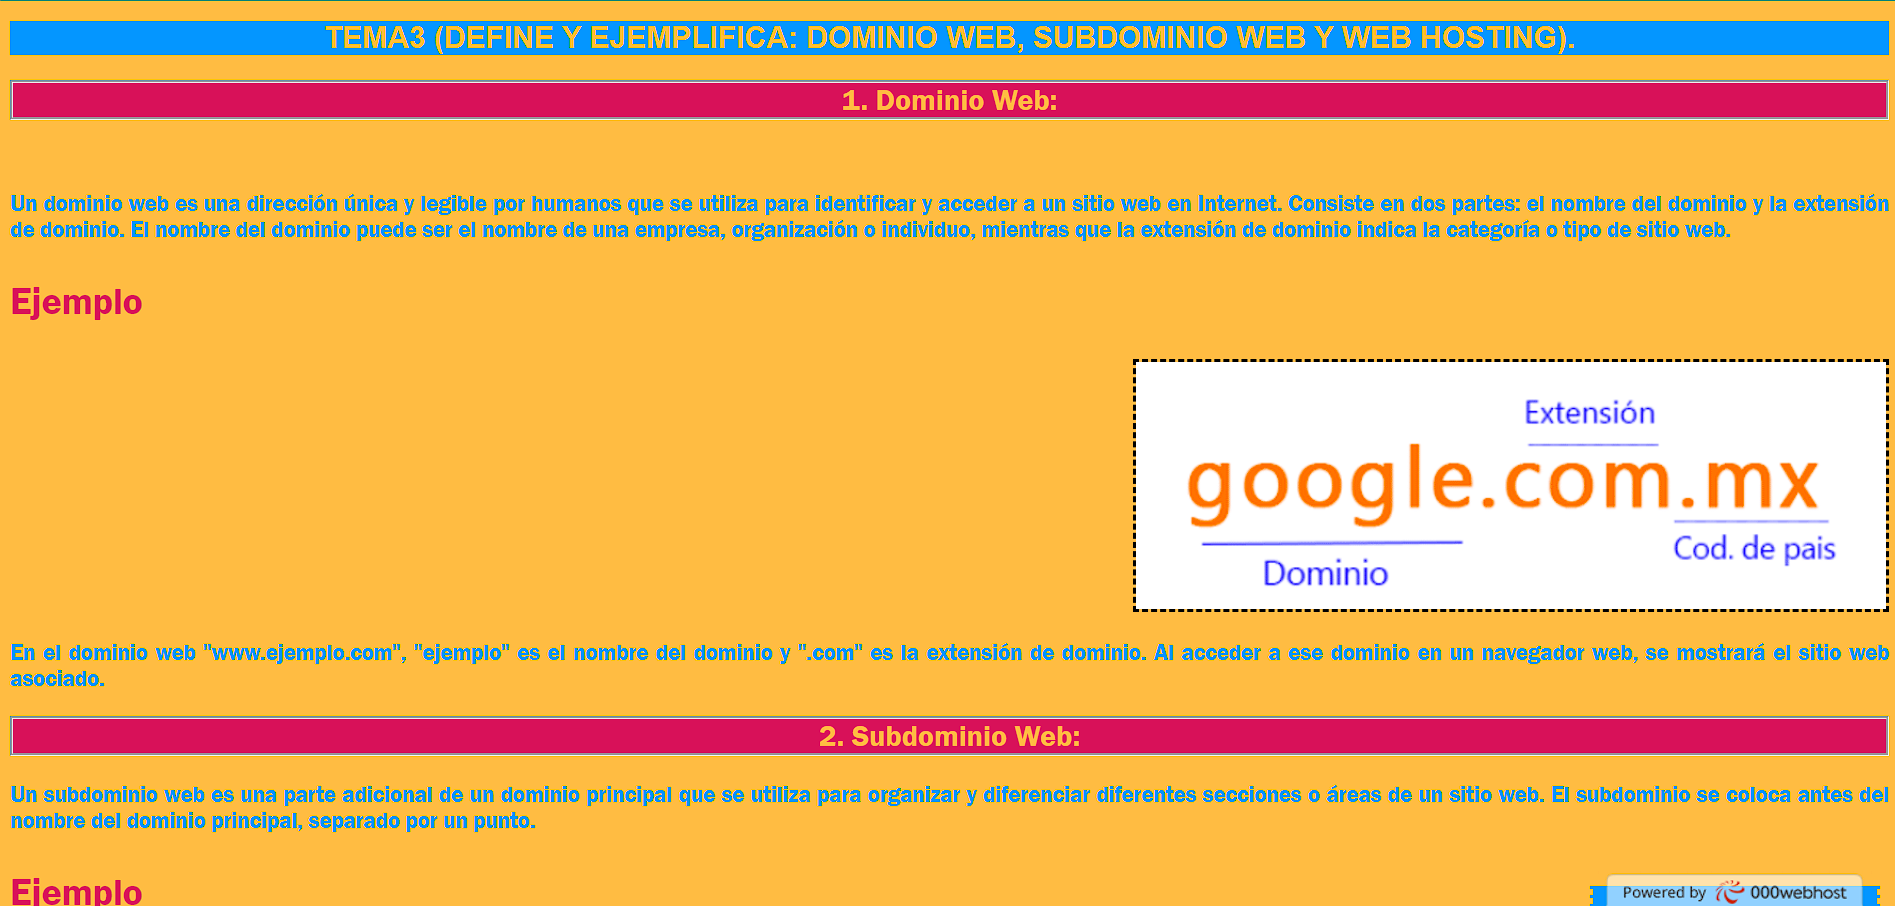 TEMA3 (DEFINE Y EJEMPLIFICA: DOMINIO WEB, SUBDOMINIO WEB Y WEB HOSTING).
1. Dominio Web:
Un dominio web es una dirección única y legible por humanos que se utiliza para identificar y acceder a un sitio web en Internet. Consiste en dos partes: el nombre del dominio y la extensión
de dominio. El nombre del dominio puede ser el nombre de una empresa, organización o individuo, mientras que la extensión de dominio indica la categoría o tipo de sitio web.
Ejemplo
Extensión
google.com.mx
Cod. de pais
Dominio
En el dominio web "www.ejemplo.com", "ejemplo" es el nombre del dominio y ".com" es la extensión de dominio. Al acceder a ese dominio en un navegador web, se mostrará el sitio web
asociado.
2. Subdominio Web:
Un subdominio web es una parte adicional de un dominio principal que se utiliza para organizar y diferenciar diferentes secciones o áreas de un sitio web. El subdominio se coloca antes del
nombre del dominio principal, separado por un punto.
Ejemplo
Powered by 000webhost